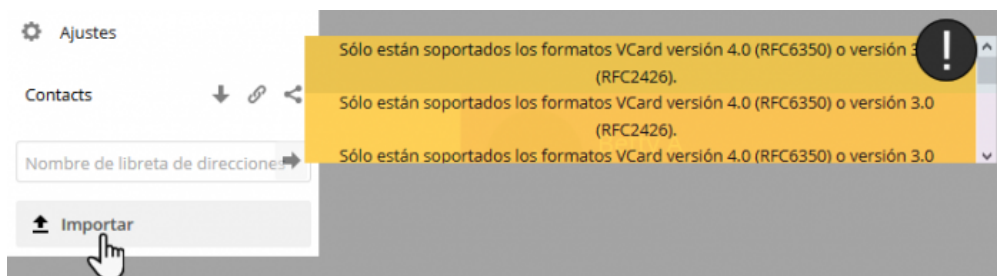 Ajustes
Contacts
Nombre de libreta de direcciones
Importar
Sólo están soportados los formatos VCard versión 4.0 (RFC6350) o versión 3
(RFC2426).
Sólo están soportados los formatos VCard versión 4.0 (RFC6350) o versión 3.0
(RFC2426).
Sólo están soportados los formatos VCard versión 4.0 (RFC6350) o versión 3.0